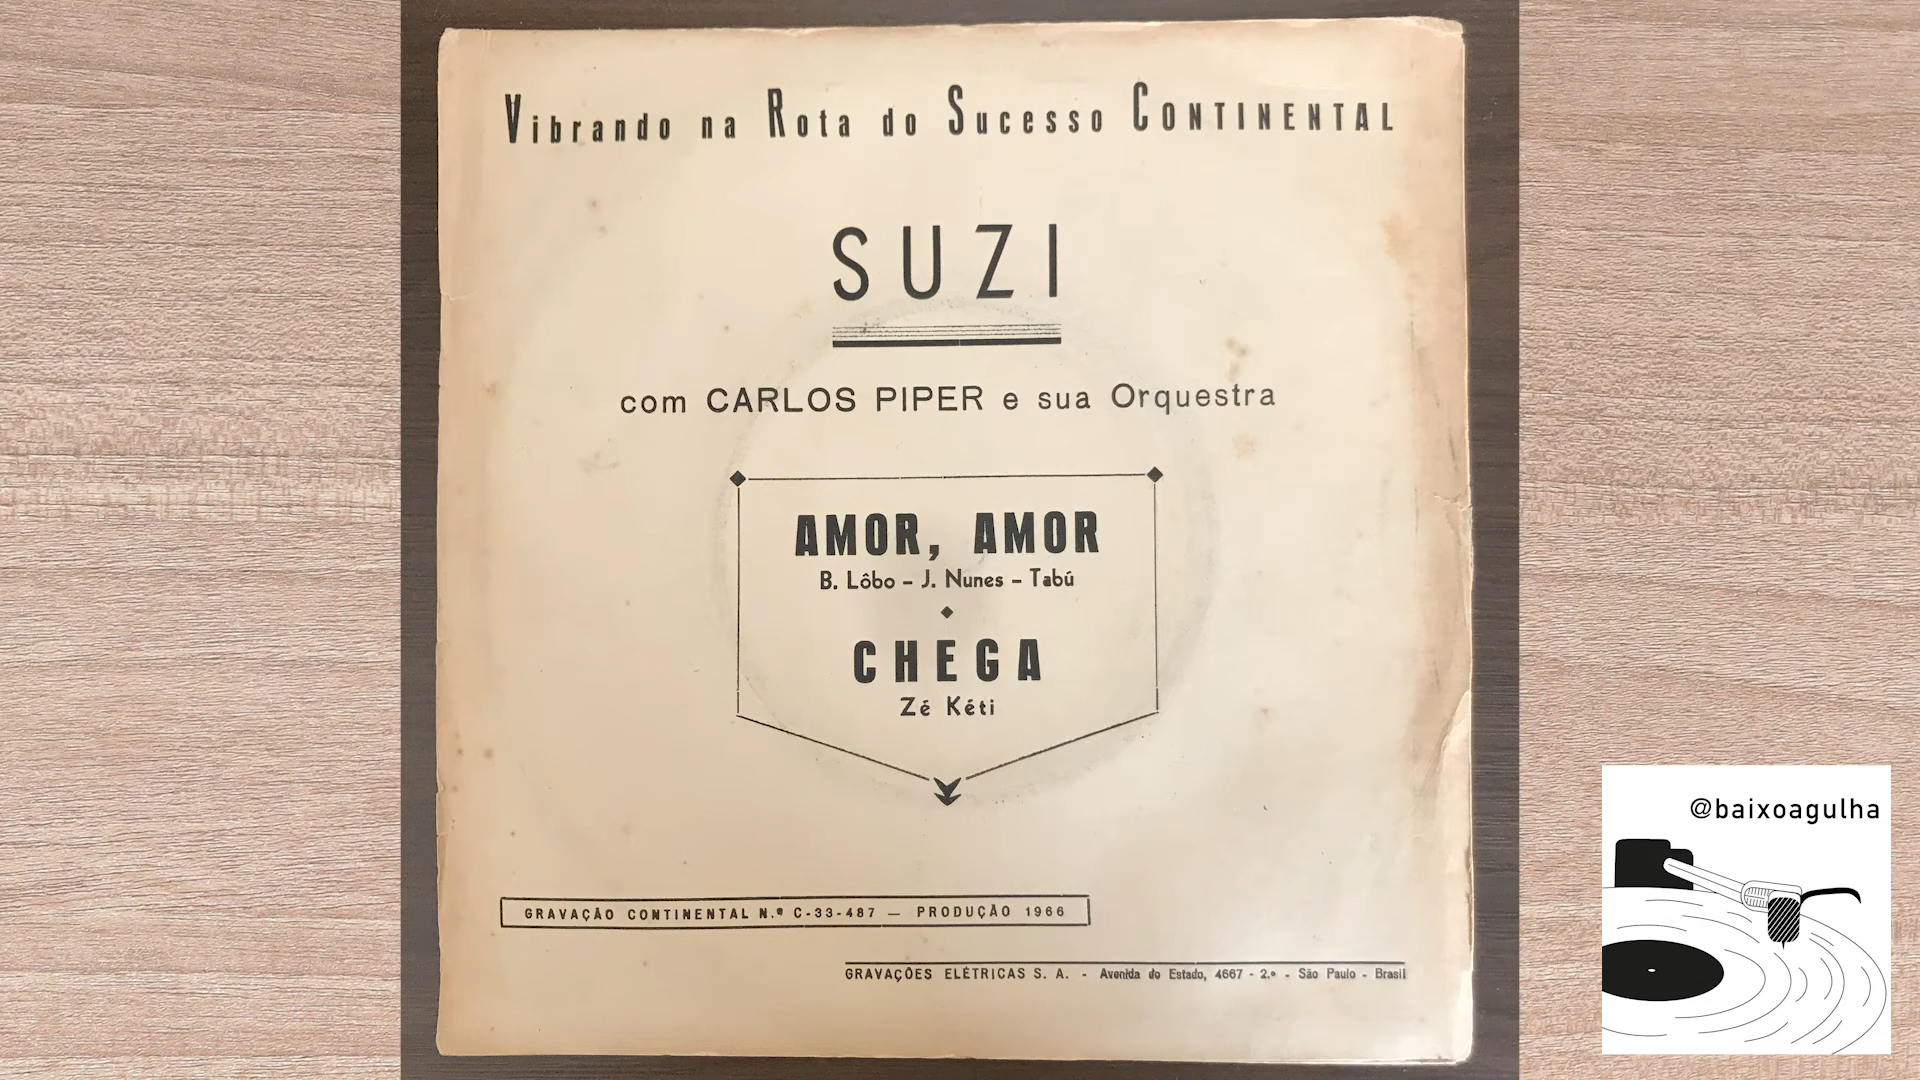 Vibrando na Rota do Sucesso CONTINENTAL
SUZI
com CARLOS PIPER e sua Orquestra
AMOR, AMOR
B. Lôbo - J. Nunes - Tabú
CHEGA
Zé Kéti
GRAVAÇÃO CONTINENTAL N.º C-33-487 — PRODUÇÃO 1966
GRAVAÇÕES ELÉTRICAS S. A. - Avenida do Estado, 4667 - 2.º - São Paulo - Brasil
@baixoagulha